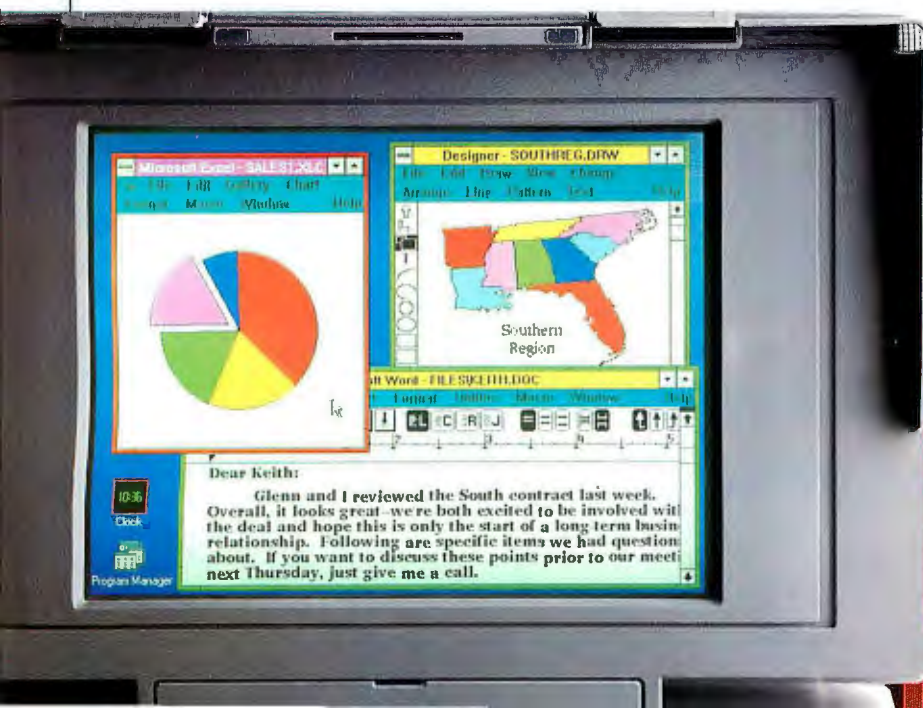 Microsoft Excel - SALES1.XLC
File Edit Gallery Chart
Macro Window Help
Designer - SOUTHREG.DRW
File Edit Draw View Change
Arrange Line Pattern Text Help
Southern
Region
ft Word - FILES\KEITH.DOC
Format Utilities Macro Window Help
L C R J
2 3 4 5
Dear Keith:
Glenn and I reviewed the South contract last week.
Overall, it looks great--we're both excited to be involved wit
the deal and hope this is only the start of a long term busin
relationship. Following are specific items we had question
about. If you want to discuss these points prior to our meeti
next Thursday, just give me a call.
10:36
Clock
Program Manager